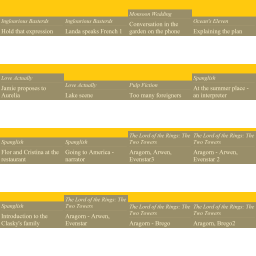 Inglourious Basterds
Hold that expression
Inglourious Basterds
Landa speaks French 1
Monsoon Wedding
Conversation in the
garden on the phone
Ocean's Eleven
Explaining the plan
Love Actually
Jamie proposes to
Aurelia
Love Actually
Lake scene
Pulp Fiction
Too many foreigners
Spanglish
At the summer place -
an interpreter
Spanglish
Flor and Cristina at the
restaurant
Spanglish
Going to America -
narrator
The Lord of the Rings: The
Two Towers
Aragorn, Arwen,
Evenstar3
The Lord of the Rings: The
Two Towers
Aragorn - Arwen,
Evenstar 2
Spanglish
Introduction to the
Clasky's family
The Lord of the Rings: The
Two Towers
Aragorn - Arwen,
Evenstar
The Lord of the Rings: The
Two Towers
Aragorn - Brego
The Lord of the Rings: The
Two Towers
Aragorn, Brego2